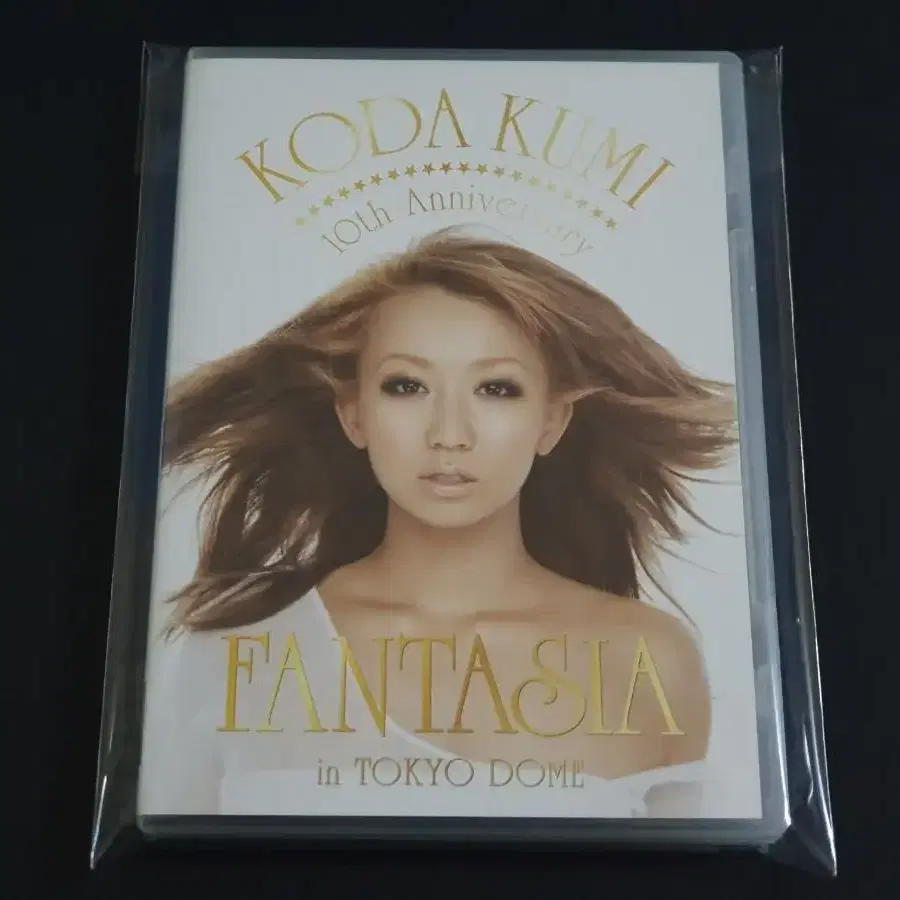 KODA KUMI
10th Anniversary
FANTASIA
in TOKYO DOME